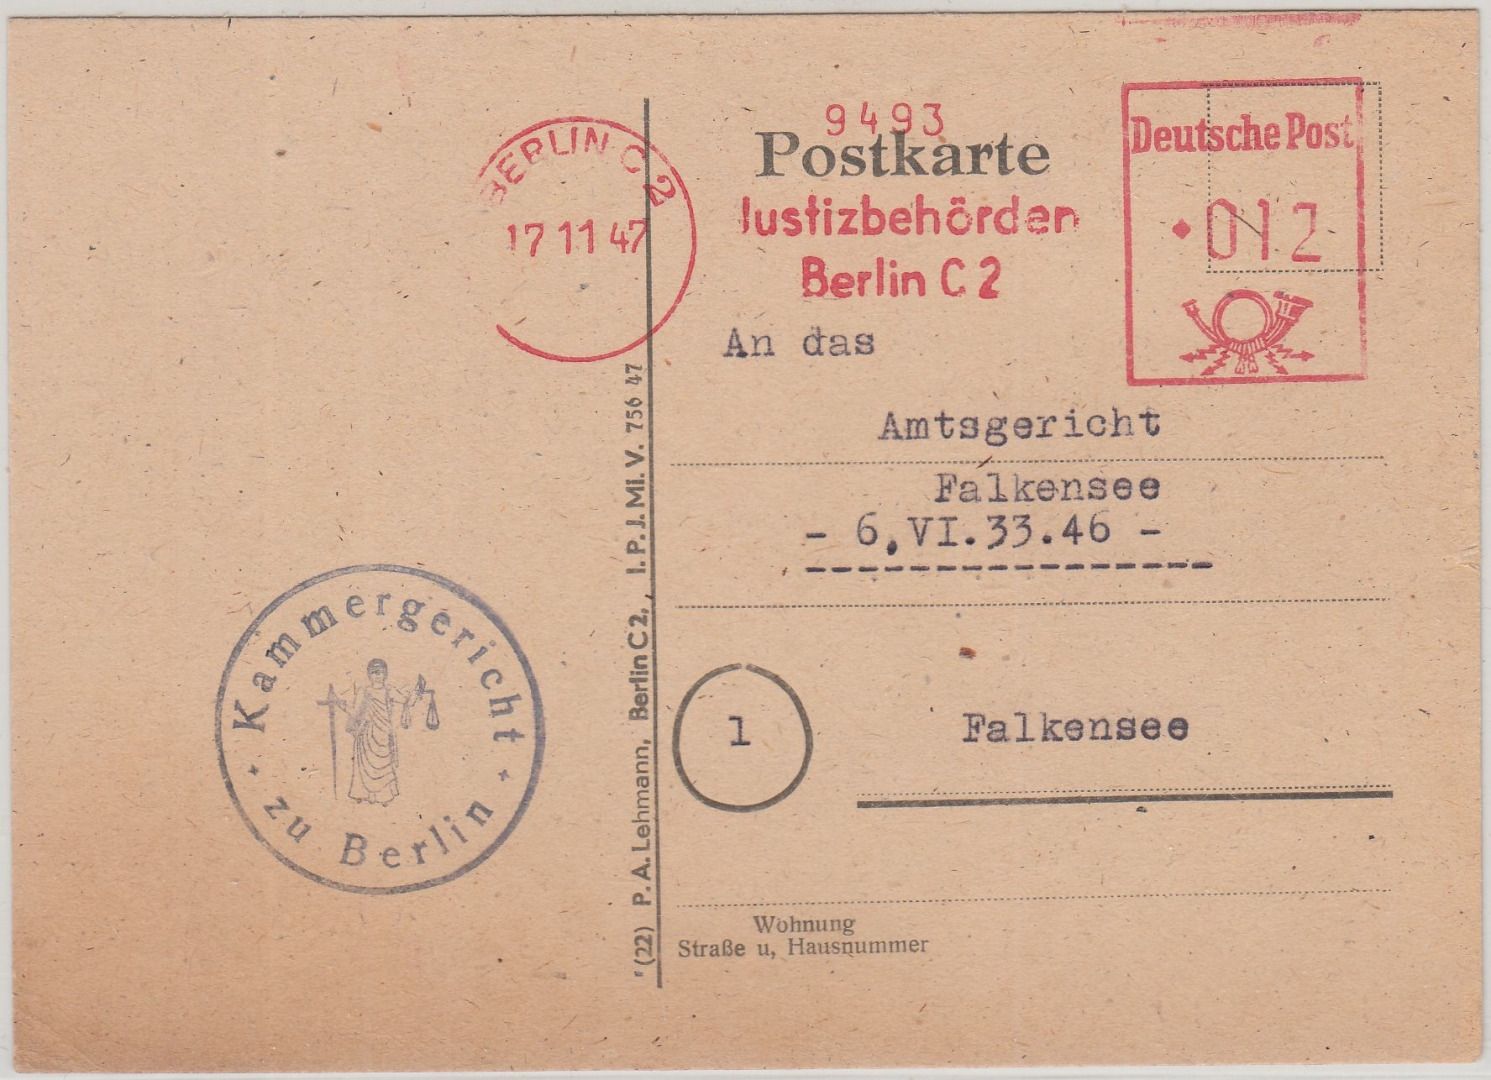 9493
Postkarte
BERLIN C 2
17 11 47
Justizbehörden
Berlin C 2
Deutsche Post
012
An das
Amtsgericht
Falkensee
- 6.VI.33.46 -
1
Falkensee
Wohnung
Straße u. Hausnummer
(22) P. A. Lehmann, Berlin C 2, I. P. J. Ml. V. 756 47
Kammergericht
zu Berlin